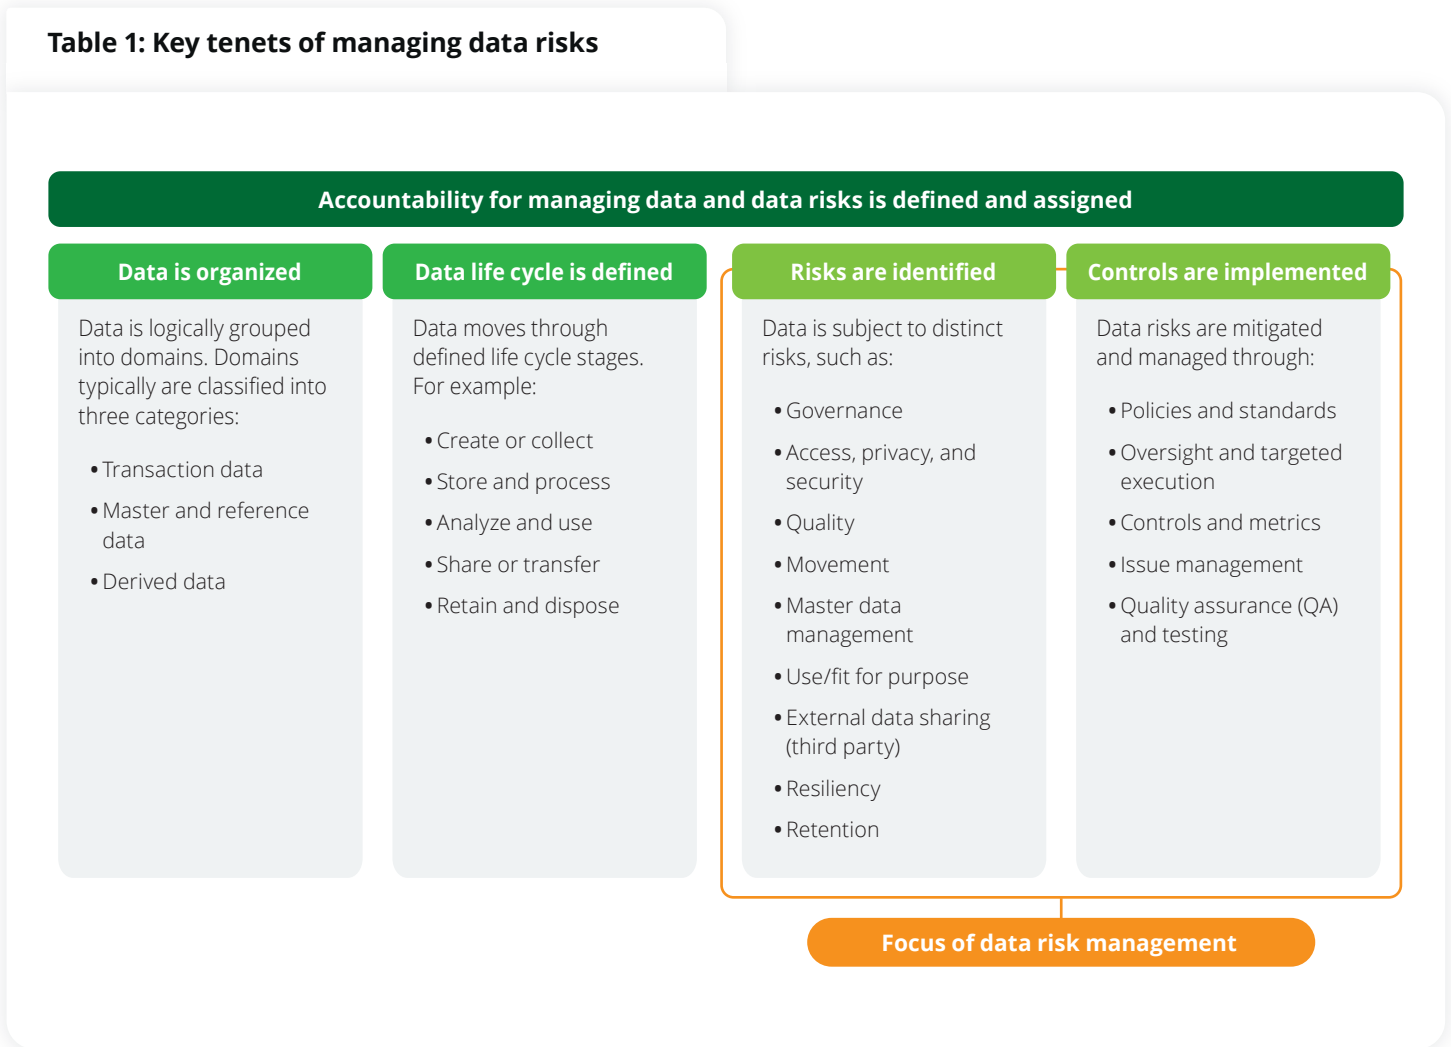 Table 1: Key tenets of managing data risks
Accountability for managing data and data risks is defined and assigned
Data is organized
Data is logically grouped
into domains. Domains
typically are classified into
three categories:
• Transaction data
• Master and reference
data
• Derived data
Data life cycle is defined
Data moves through
defined life cycle stages.
For example:
• Create or collect
• Store and process
• Analyze and use
• Share or transfer
• Retain and dispose
Risks are identified
Data is subject to distinct
risks, such as:
• Governance
• Access, privacy, and
security
• Quality
• Movement
• Master data
management
• Use/fit for purpose
• External data sharing
(third party)
• Resiliency
• Retention
Controls are implemented
Data risks are mitigated
and managed through:
• Policies and standards
• Oversight and targeted
execution
• Controls and metrics
• Issue management
• Quality assurance (QA)
and testing
Focus of data risk management